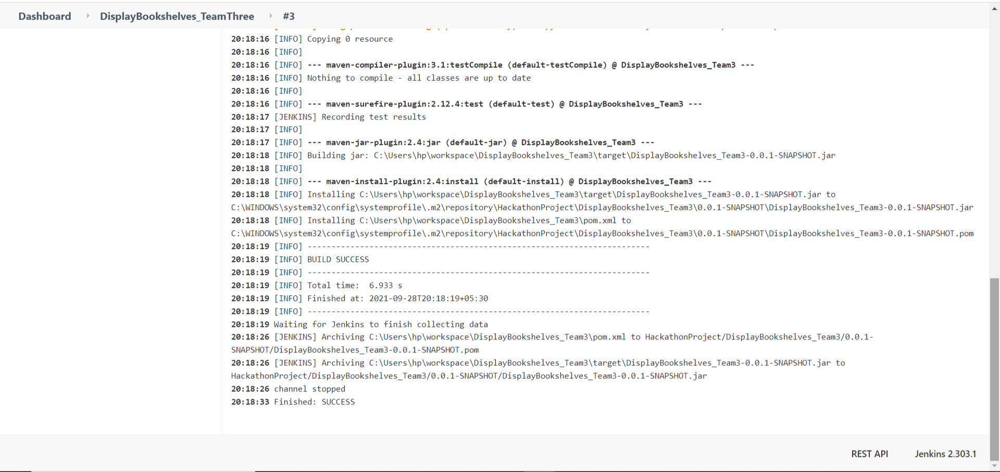 Dashboard DisplayBookshelves_TeamThree #3
20:18:16 [INFO] Copying 0 resource
20:18:16 [INFO]
20:18:16 [INFO] --- maven-compiler-plugin:3.1:testCompile (default-testCompile) @ DisplayBookshelves_Team3 ---
20:18:16 [INFO] Nothing to compile - all classes are up to date
20:18:16 [INFO]
20:18:16 [INFO] --- maven-surefire-plugin:2.12.4:test (default-test) @ DisplayBookshelves_Team3 ---
20:18:17 [JENKINS] Recording test results
20:18:17 [INFO]
20:18:17 [INFO] --- maven-jar-plugin:2.4:jar (default-jar) @ DisplayBookshelves_Team3 ---
20:18:18 [INFO] Building jar: C:\Users\hp\workspace\DisplayBookshelves_Team3\target\DisplayBookshelves_Team3-0.0.1-SNAPSHOT.jar
20:18:18 [INFO]
20:18:18 [INFO] --- maven-install-plugin:2.4:install (default-install) @ DisplayBookshelves_Team3 ---
20:18:18 [INFO] Installing C:\Users\hp\workspace\DisplayBookshelves_Team3\target\DisplayBookshelves_Team3-0.0.1-SNAPSHOT.jar to
C:\WINDOWS\system32\config\systemprofile\.m2\repository\HackathonProject\DisplayBookshelves_Team3\0.0.1-SNAPSHOT\DisplayBookshelves_Team3-0.0.1-SNAPSHOT.jar
20:18:18 [INFO] Installing C:\Users\hp\workspace\DisplayBookshelves_Team3\pom.xml to
C:\WINDOWS\system32\config\systemprofile\.m2\repository\HackathonProject\DisplayBookshelves_Team3\0.0.1-SNAPSHOT\DisplayBookshelves_Team3-0.0.1-SNAPSHOT.pom
20:18:19 [INFO] ------------------------------------------------------------------------
20:18:19 [INFO] BUILD SUCCESS
20:18:19 [INFO] ------------------------------------------------------------------------
20:18:19 [INFO] Total time:  6.933 s
20:18:19 [INFO] Finished at: 2021-09-28T20:18:19+05:30
20:18:19 [INFO] ------------------------------------------------------------------------
20:18:19 Waiting for Jenkins to finish collecting data
20:18:26 [JENKINS] Archiving C:\Users\hp\workspace\DisplayBookshelves_Team3\pom.xml to HackathonProject/DisplayBookshelves_Team3/0.0.1-
SNAPSHOT/DisplayBookshelves_Team3-0.0.1-SNAPSHOT.pom
20:18:26 [JENKINS] Archiving C:\Users\hp\workspace\DisplayBookshelves_Team3\target\DisplayBookshelves_Team3-0.0.1-SNAPSHOT.jar to
HackathonProject/DisplayBookshelves_Team3/0.0.1-SNAPSHOT/DisplayBookshelves_Team3-0.0.1-SNAPSHOT.jar
20:18:26 channel stopped
20:18:33 Finished: SUCCESS
REST API Jenkins 2.303.1